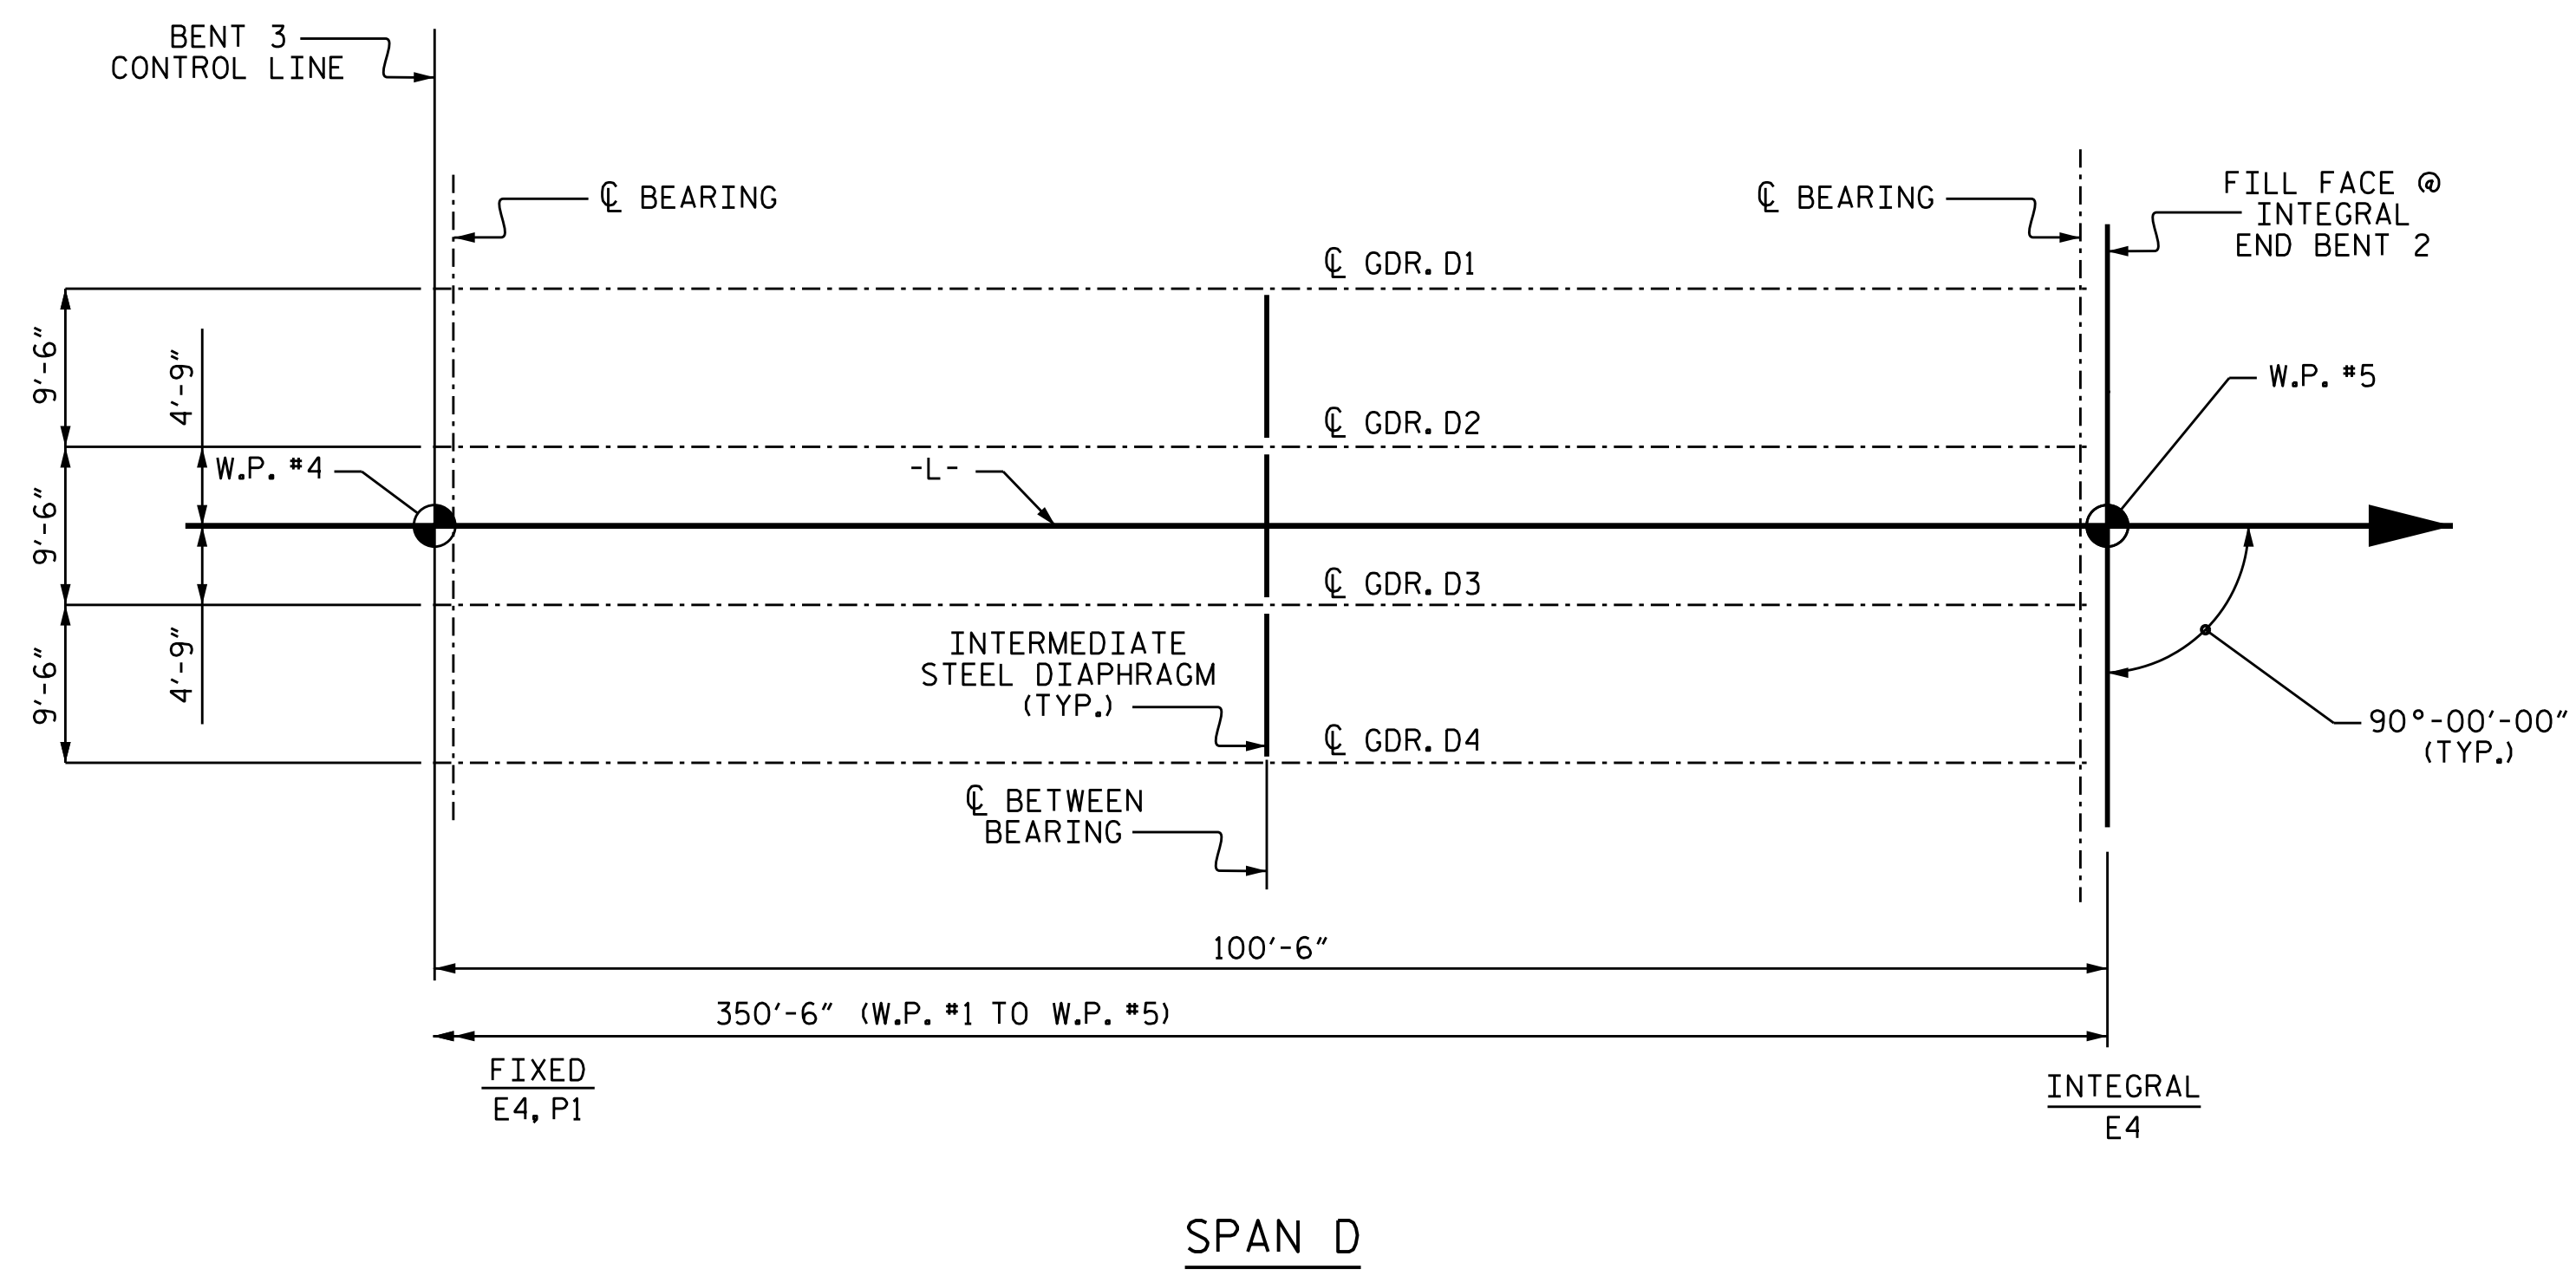 BENT 3
CONTROL LINE
℄ BEARING
℄ BEARING
FILL FACE @
INTEGRAL
END BENT 2
℄ GDR. D1
9'-6"
4'-9"
W.P. #5
℄ GDR. D2
W.P. #4
-L-
9'-6"
℄ GDR. D3
4'-9"
9'-6"
INTERMEDIATE
STEEL DIAPHRAGM
(TYP.)
℄ GDR. D4
90°-00'-00"
(TYP.)
℄ BETWEEN
BEARING
100'-6"
350'-6" (W.P. #1 TO W.P. #5)
FIXED
E4, P1
INTEGRAL
E4
SPAN D